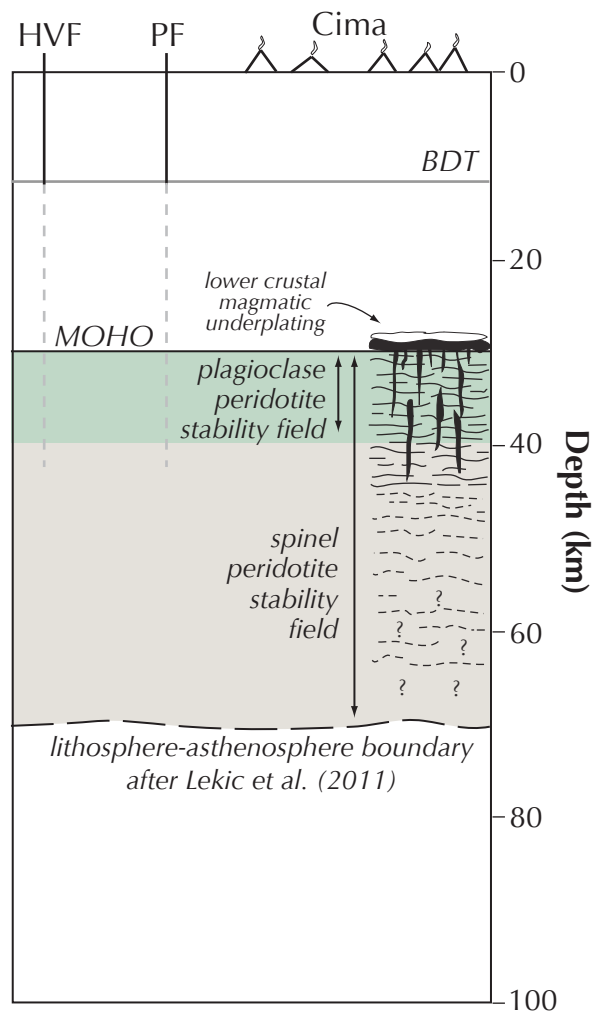 HVF
PF
Cima
0
BDT
20
lower crustal
magmatic
underplating
MOHO
plagioclase
peridotite
stability field
40
Depth (km)
spinel
peridotite
stability
field
?
?
?
60
?
?
lithosphere-asthenosphere boundary
after Lekic et al. (2011)
80
100